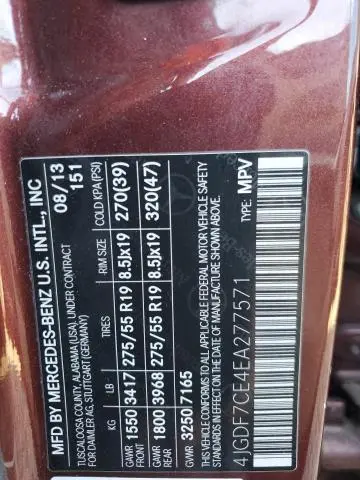 MFD BY MERCEDES-BENZ U.S. INTL., INC
TUSCALOOSA COUNTY, ALABAMA (USA), UNDER CONTRACT 08/13
FOR DAIMLER AG, STUTTGART (GERMANY) 151
KG LB TIRES RIM SIZE COLD KPA (PSI)
GAWR FRONT 1550 3417 275/55 R19 8.5jx19 270(39)
GAWR REAR 1800 3968 275/55 R19 8.5jx19 320(47)
GVWR 3250 7165
THIS VEHICLE CONFORMS TO ALL APPLICABLE FEDERAL MOTOR VEHICLE SAFETY
STANDARDS IN EFFECT ON THE DATE OF MANUFACTURE SHOWN ABOVE.
4JGDF7CE4EA277571 TYPE: MPV